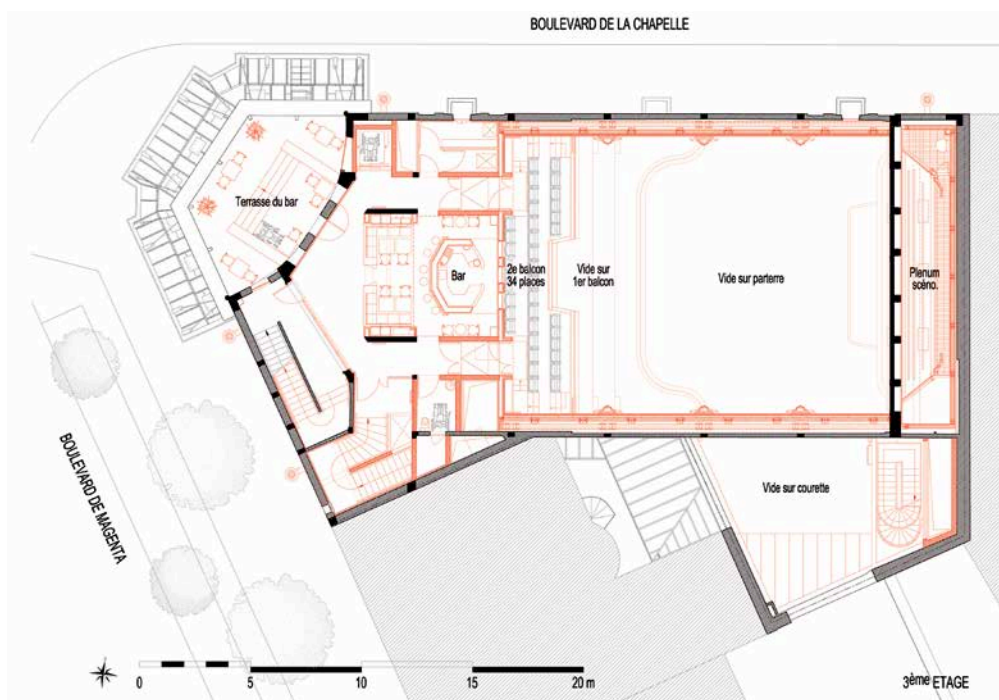 BOULEVARD DE LA CHAPELLE
Terrasse du bar
Bar
2e balcon
34 places
Vide sur
1er balcon
Vide sur parterre
Plenum
scéno.
Vide sur courette
BOULEVARD DE MAGENTA
0 5 10 15 20 m
3ème ETAGE